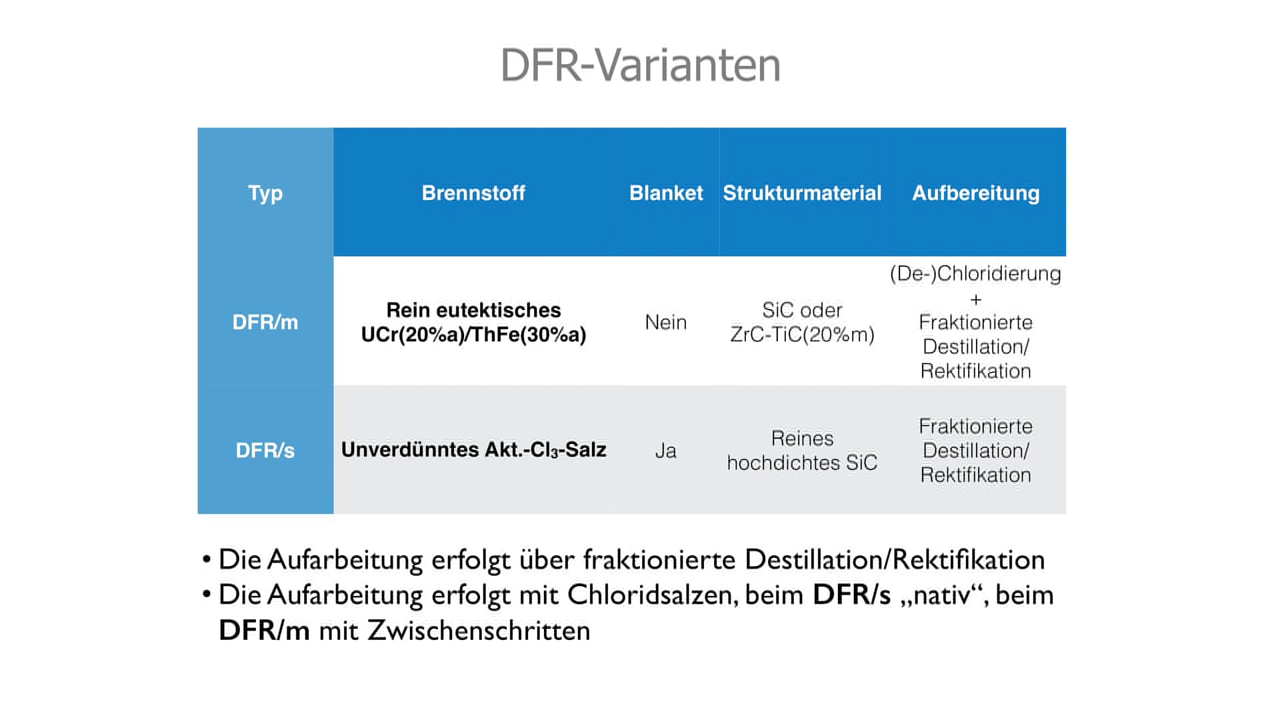 DFR-Varianten
Typ
Brennstoff
Blanket
Strukturmaterial
Aufbereitung
DFR/m
Rein eutektisches
UCr(20%a)/ThFe(30%a)
Nein
SiC oder
ZrC-TiC(20%m)
(De-)Chloridierung
+
Fraktionierte
Destillation/
Rektifikation
DFR/s
Unverdünntes Akt.-Cl₃-Salz
Ja
Reines
hochdichtes SiC
Fraktionierte
Destillation/
Rektifikation
• Die Aufarbeitung erfolgt über fraktionierte Destillation/Rektifikation
• Die Aufarbeitung erfolgt mit Chloridsalzen, beim DFR/s „nativ“, beim
DFR/m mit Zwischenschritten